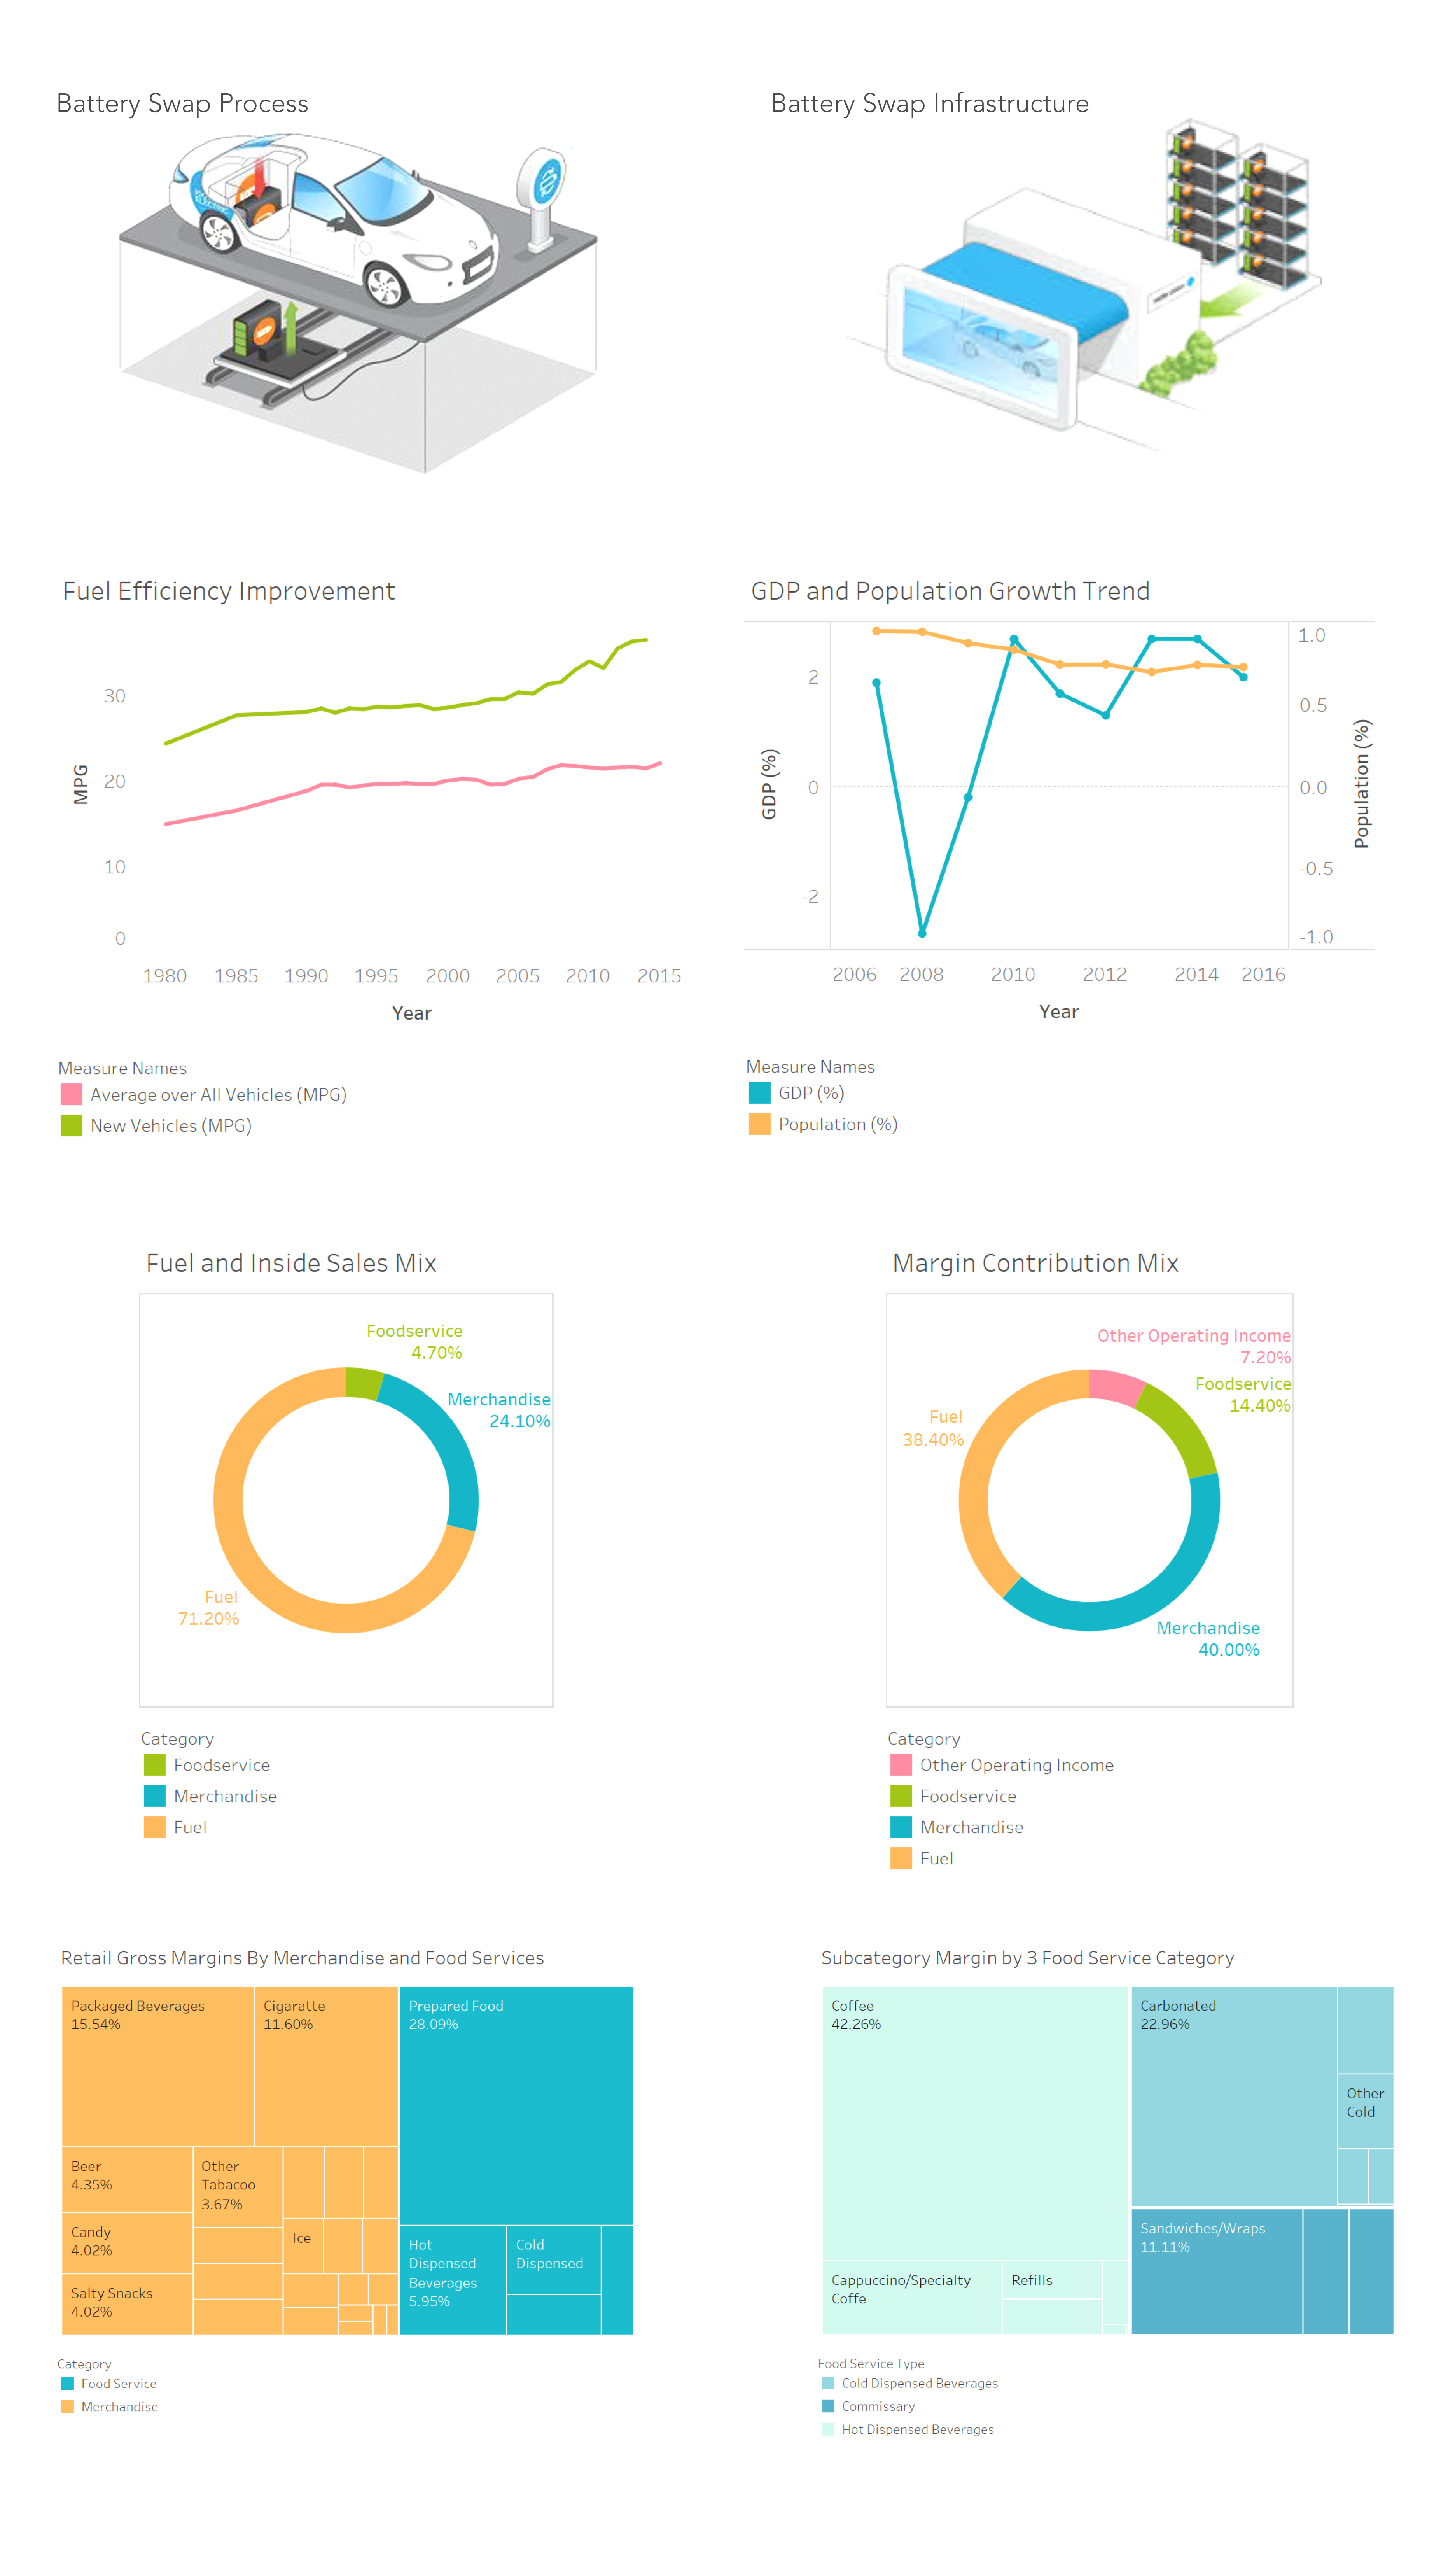 Battery Swap Process
Battery Swap Infrastructure
Fuel Efficiency Improvement
MPG
30
20
10
0
1980 1985 1990 1995 2000 2005 2010 2015
Year
Measure Names
Average over All Vehicles (MPG)
New Vehicles (MPG)
GDP and Population Growth Trend
GDP (%)
2
0
-2
1.0
0.5
0.0
-0.5
-1.0
Population (%)
2006 2008 2010 2012 2014 2016
Year
Measure Names
GDP (%)
Population (%)
Fuel and Inside Sales Mix
Foodservice
4.70%
Merchandise
24.10%
Fuel
71.20%
Category
Foodservice
Merchandise
Fuel
Margin Contribution Mix
Other Operating Income
7.20%
Foodservice
14.40%
Fuel
38.40%
Merchandise
40.00%
Category
Other Operating Income
Foodservice
Merchandise
Fuel
Retail Gross Margins By Merchandise and Food Services
Packaged Beverages
15.54%
Cigaratte
11.60%
Prepared Food
28.09%
Beer
4.35%
Other
Tabacoo
3.67%
Candy
4.02%
Ice
Salty Snacks
4.02%
Hot
Dispensed
Beverages
5.95%
Cold
Dispensed
Category
Food Service
Merchandise
Subcategory Margin by 3 Food Service Category
Coffee
42.26%
Carbonated
22.96%
Other
Cold
Sandwiches/Wraps
11.11%
Cappuccino/Specialty
Coffe
Refills
Food Service Type
Cold Dispensed Beverages
Commissary
Hot Dispensed Beverages